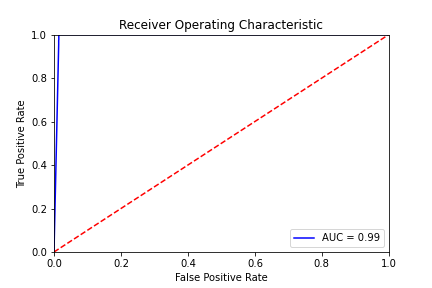 Receiver Operating Characteristic
1.0
0.8
0.6
0.4
0.2
0.0
True Positive Rate
AUC = 0.99
0.0 0.2 0.4 0.6 0.8 1.0
False Positive Rate